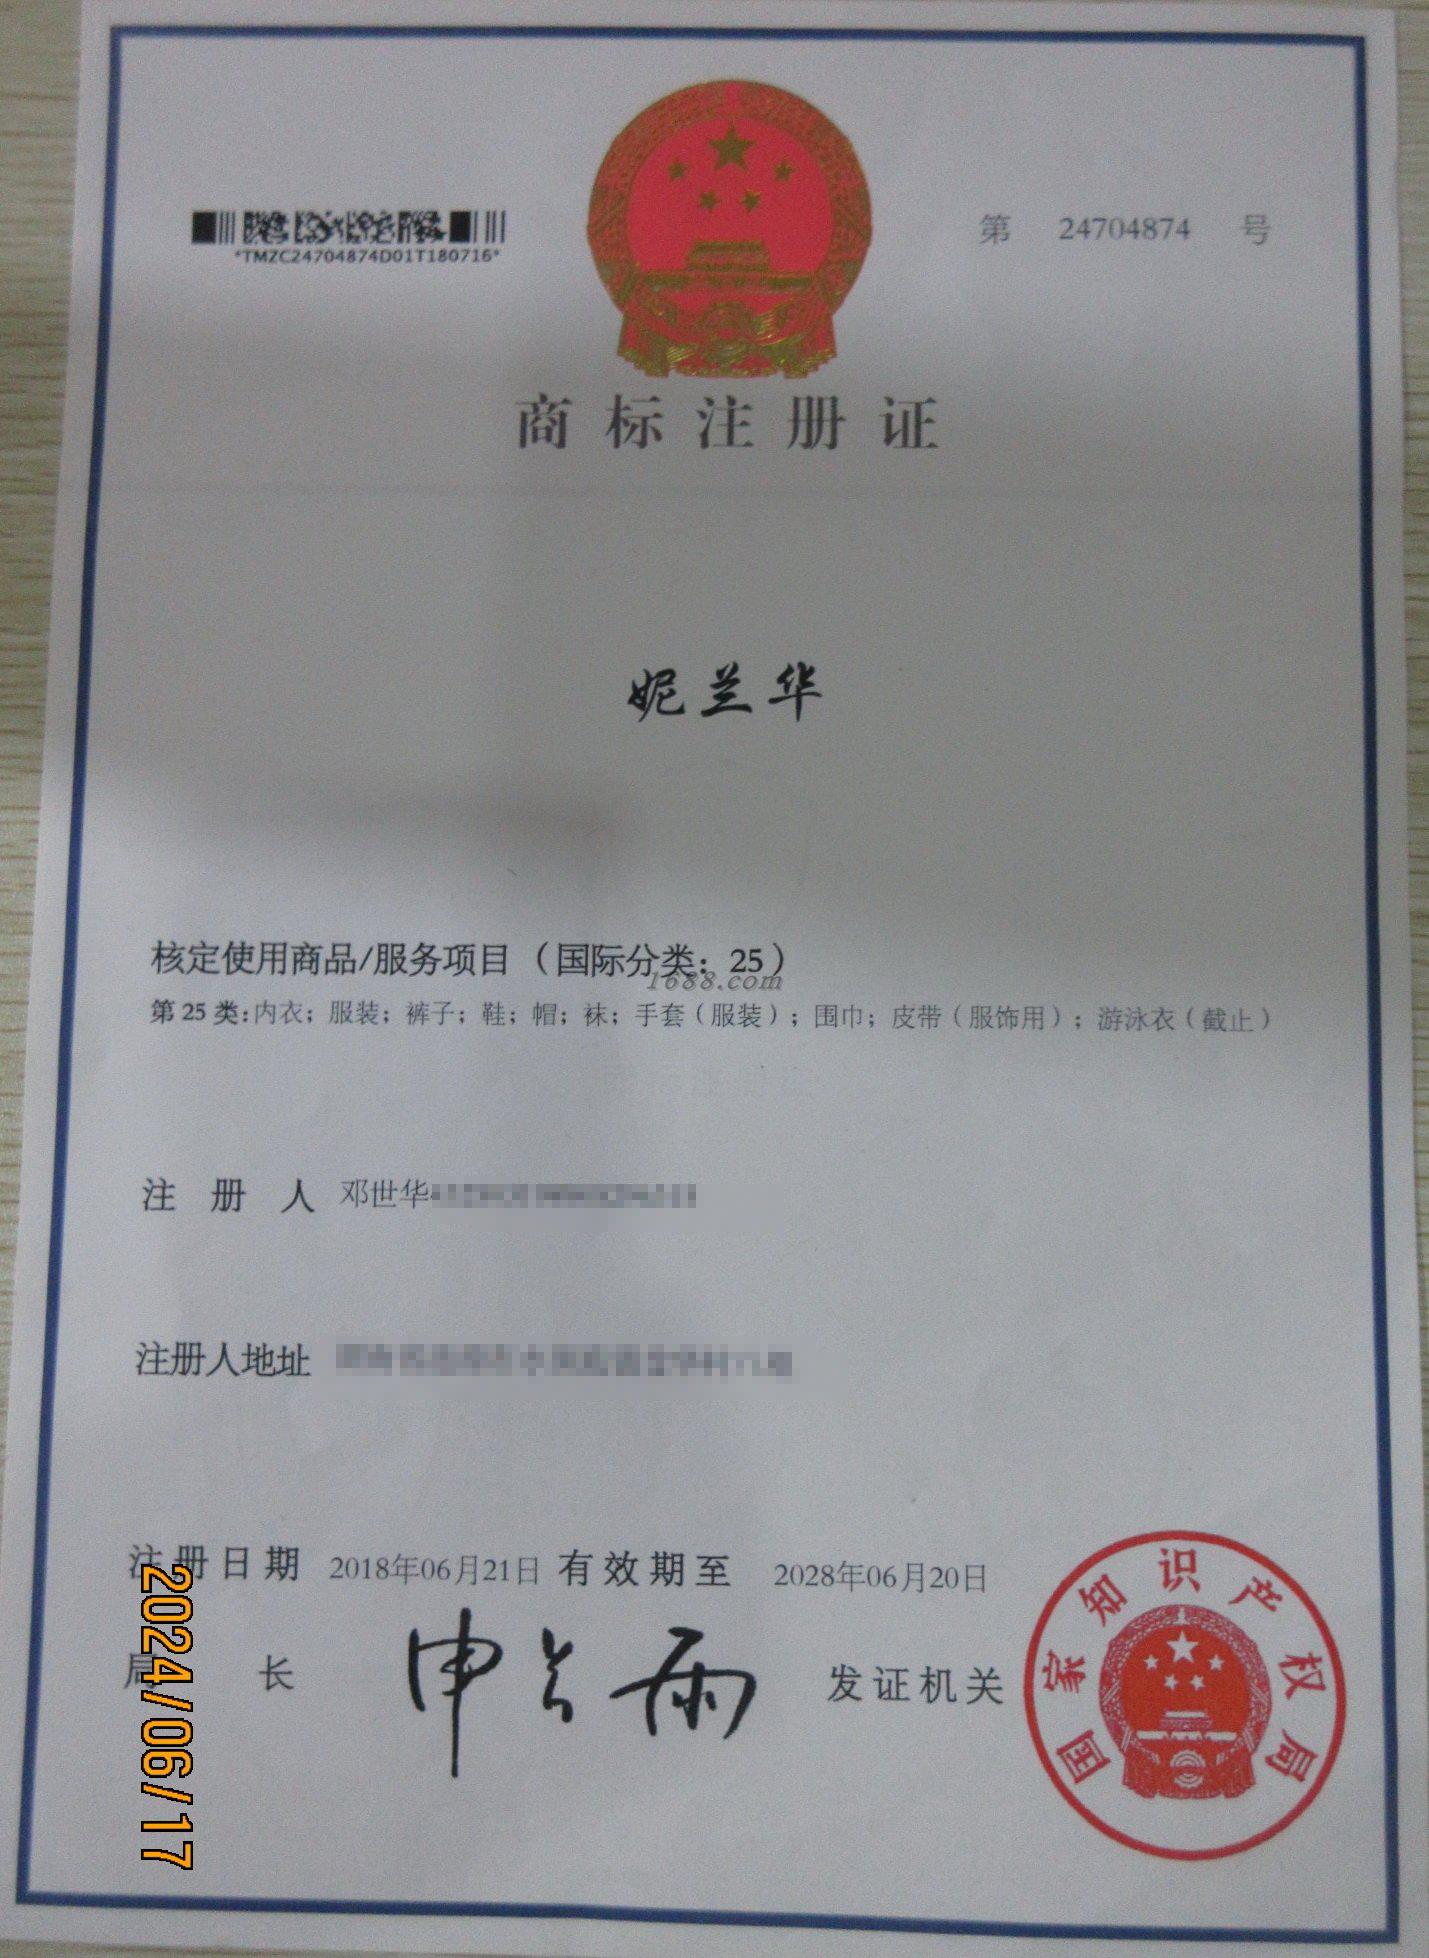 *TMZC24704874D01T180716*
第 24704874 号
商标注册证
妮兰华
核定使用商品/服务项目（国际分类：25）
1688.com
第25类：内衣；服装；裤子；鞋；帽；袜；手套（服装）；围巾；皮带（服饰用）；游泳衣（截止）
注册人 邓世华
注册人地址
注册日期 2018年06月21日 有效期至 2028年06月20日
局长 申长雨 发证机关
国家知识产权局
2024/06/17